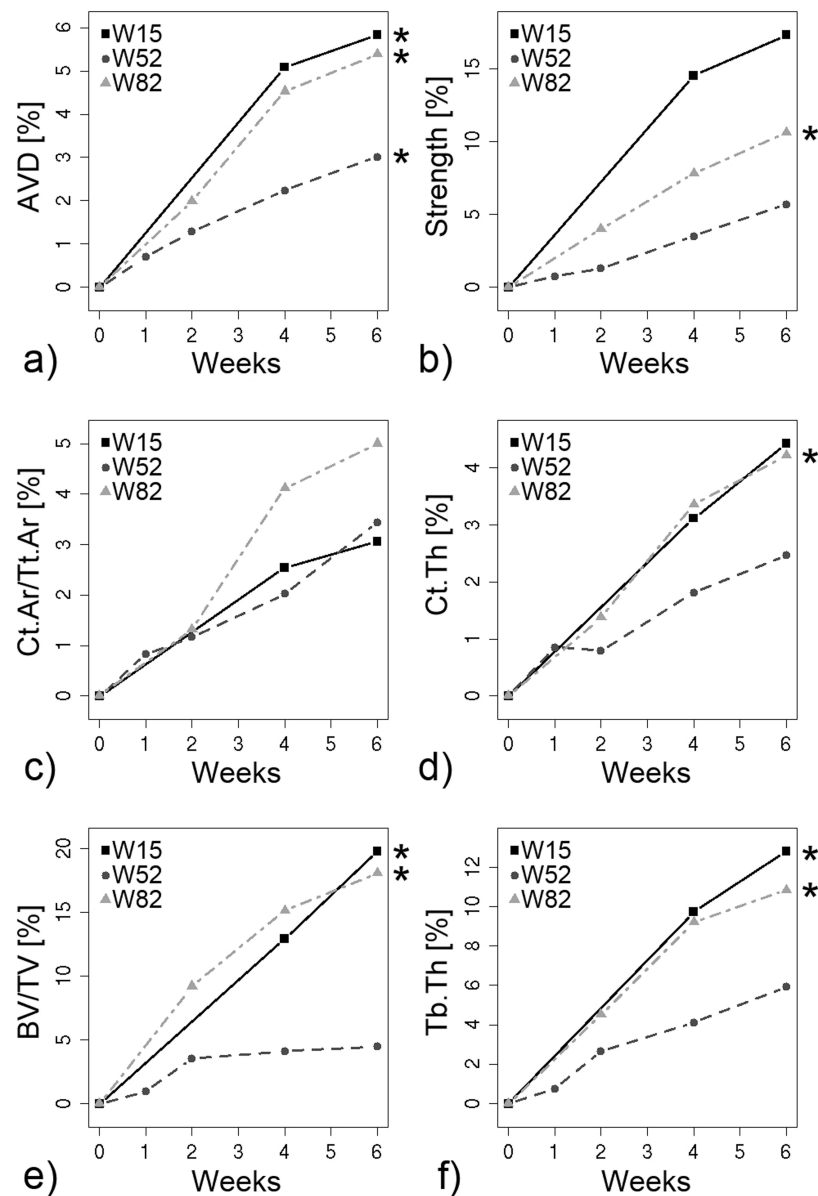 W15
W52
W82
AVD [%]
0 1 2 3 4 5 6
*
*
*
0 1 2 3 4 5 6
Weeks
a)
W15
W52
W82
Strength [%]
0 5 10 15
*
0 1 2 3 4 5 6
Weeks
b)
W15
W52
W82
Ct.Ar/Tt.Ar [%]
0 1 2 3 4 5
0 1 2 3 4 5 6
Weeks
c)
W15
W52
W82
Ct.Th [%]
0 1 2 3 4
*
0 1 2 3 4 5 6
Weeks
d)
W15
W52
W82
BV/TV [%]
0 5 10 15 20
*
*
0 1 2 3 4 5 6
Weeks
e)
W15
W52
W82
Tb.Th [%]
0 2 4 6 8 10 12
*
*
0 1 2 3 4 5 6
Weeks
f)